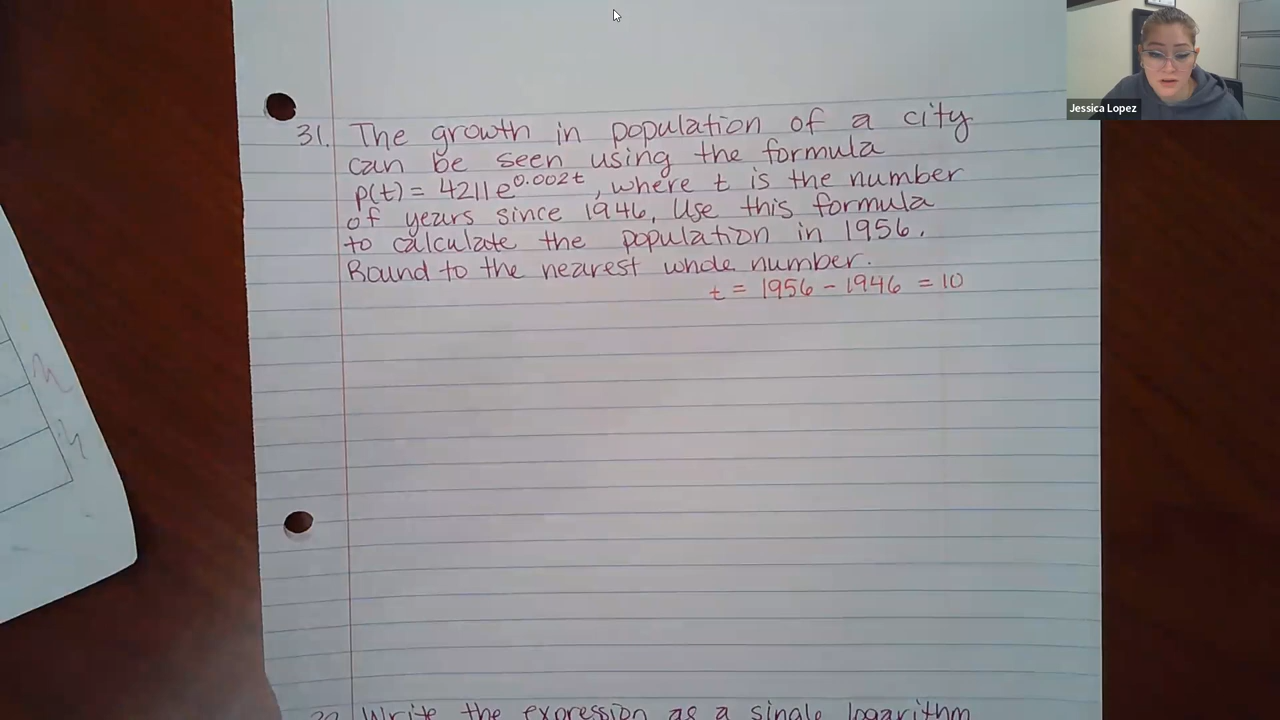 Jessica Lopez
31. The growth in population of a city
can be seen using the formula
p(t) = 4211e^0.002t, where t is the number
of years since 1946. Use this formula
to calculate the population in 1956.
Round to the nearest whole number.
t = 1956 - 1946 = 10
Write the expression as a single logarithm